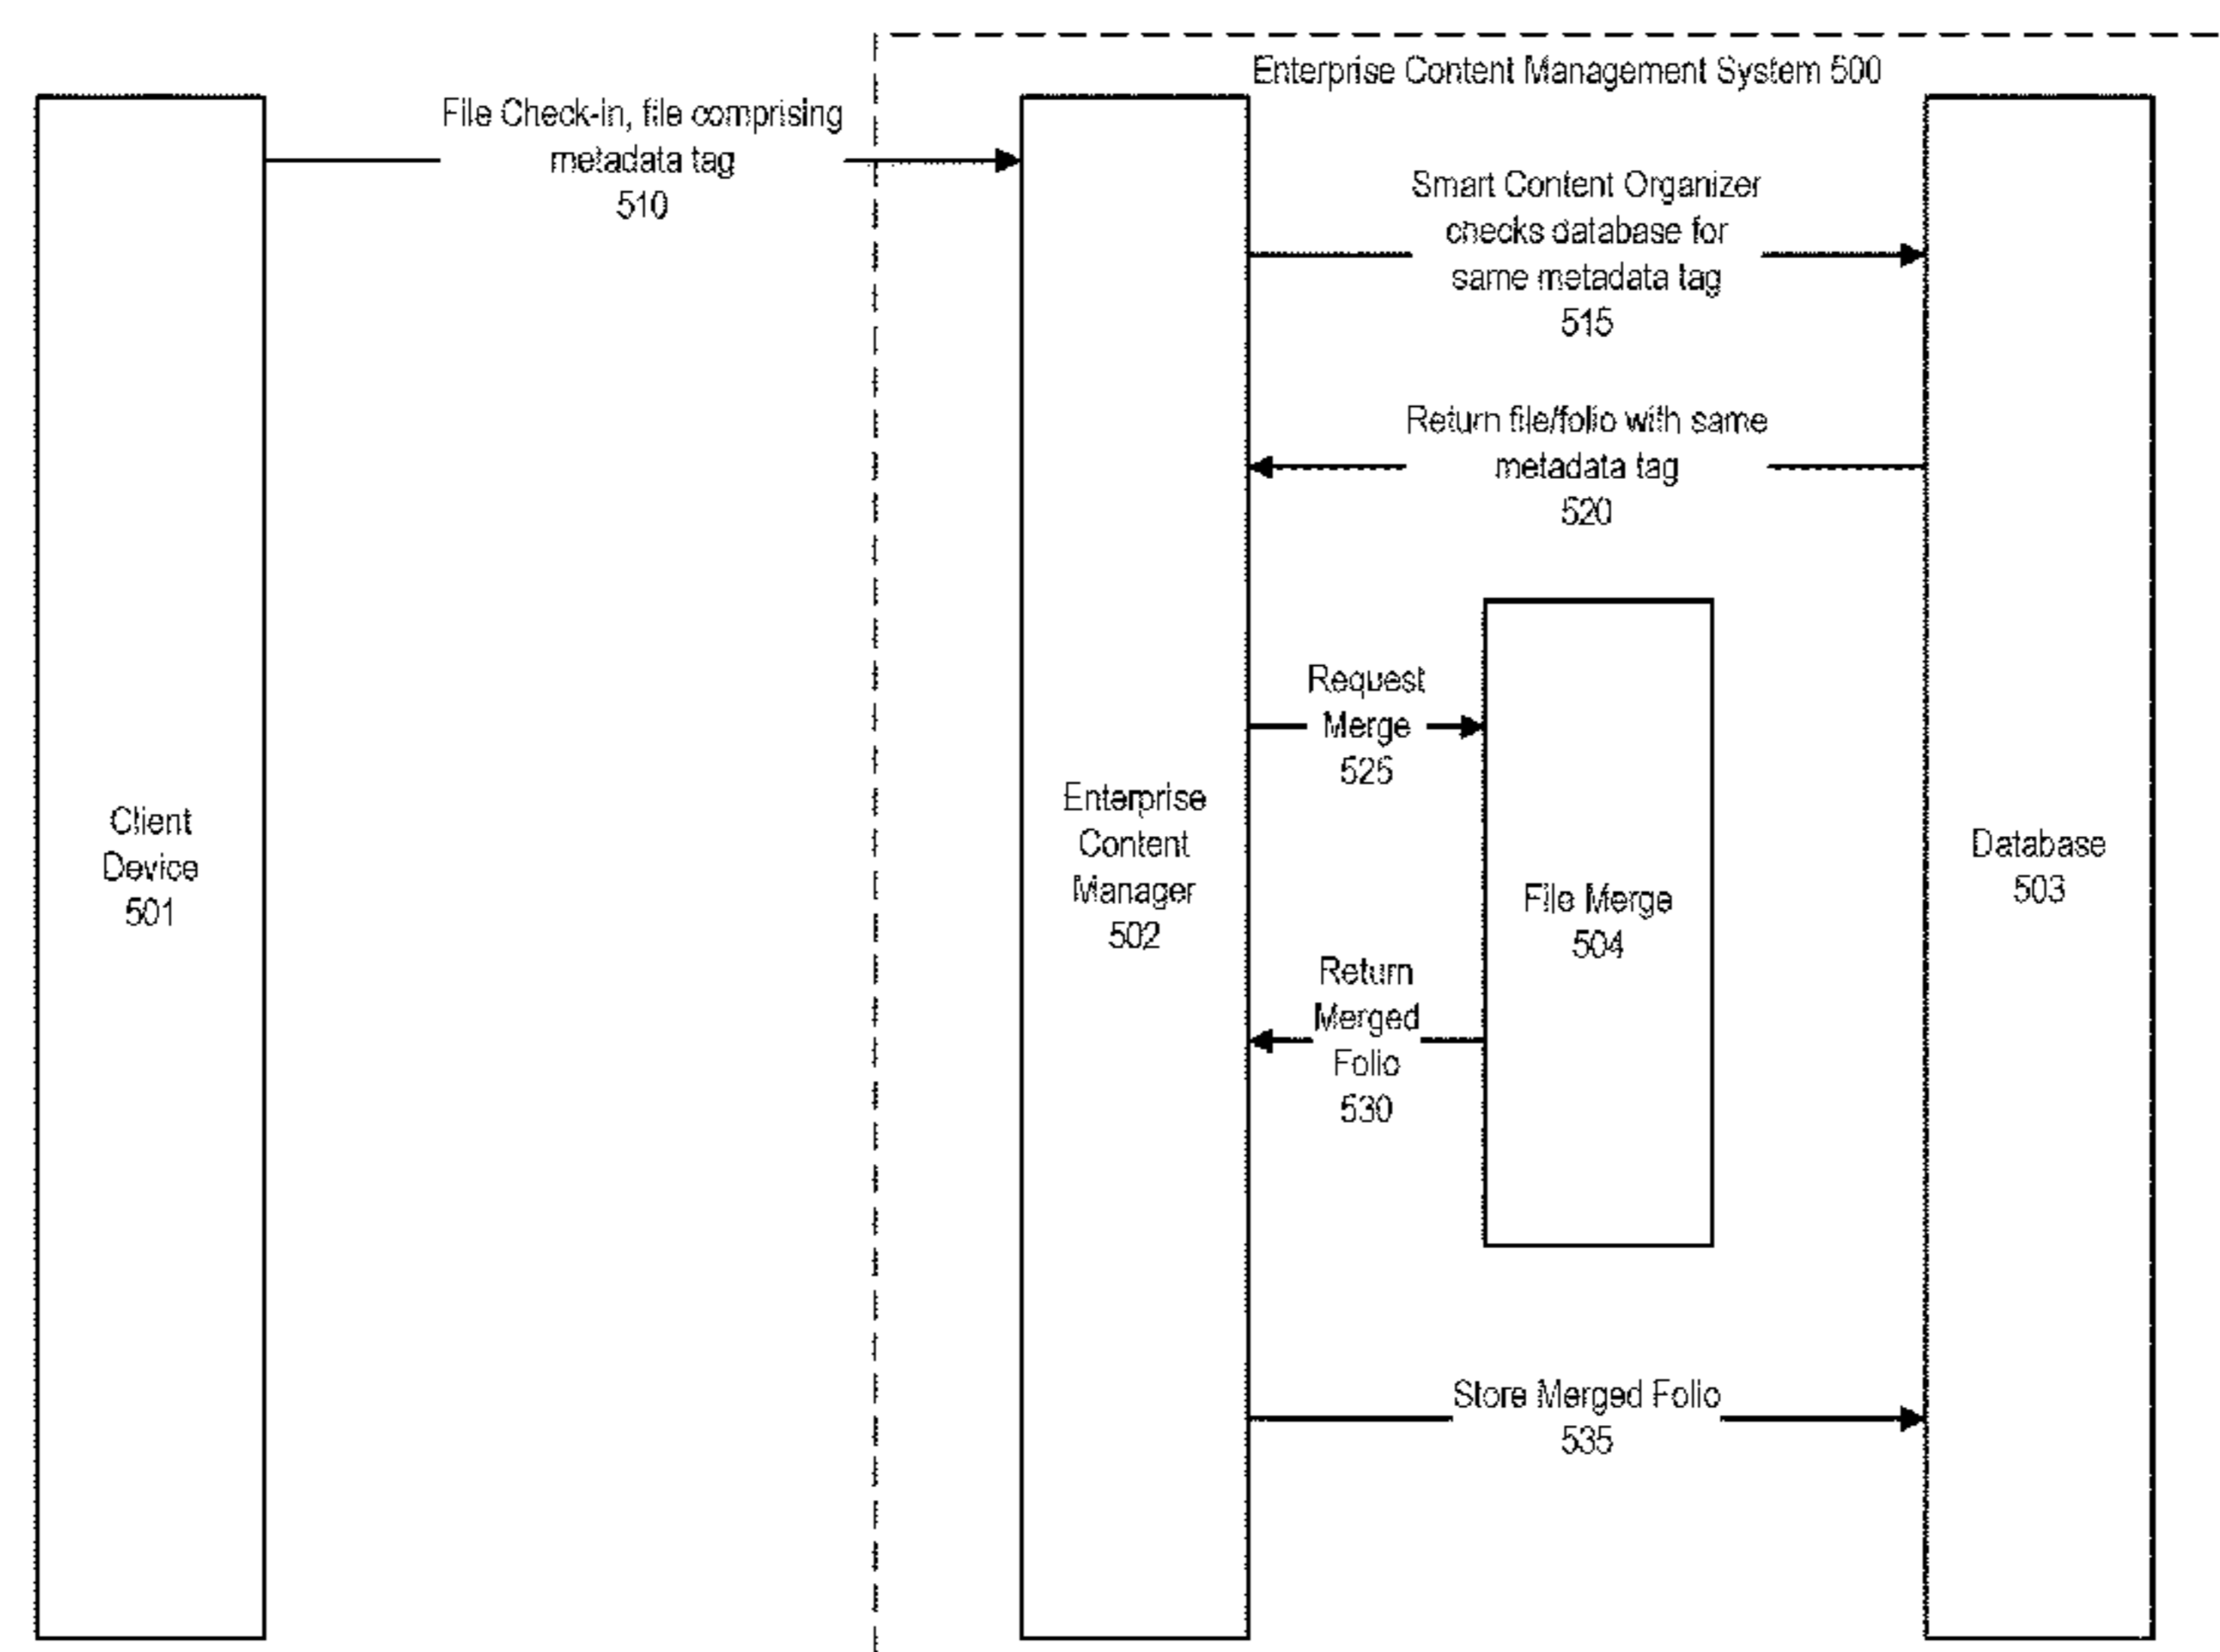 Enterprise Content Management System 500
File Check-in, file comprising
metadata tag
510
Smart Content Organizer
checks database for
same metadata tag
515
Return file/folio with same
metadata tag
520
Request
Merge
525
Client
Device
501
Enterprise
Content
Manager
502
File Merge
504
Database
503
Return
Merged
Folio
530
Store Merged Folio
535